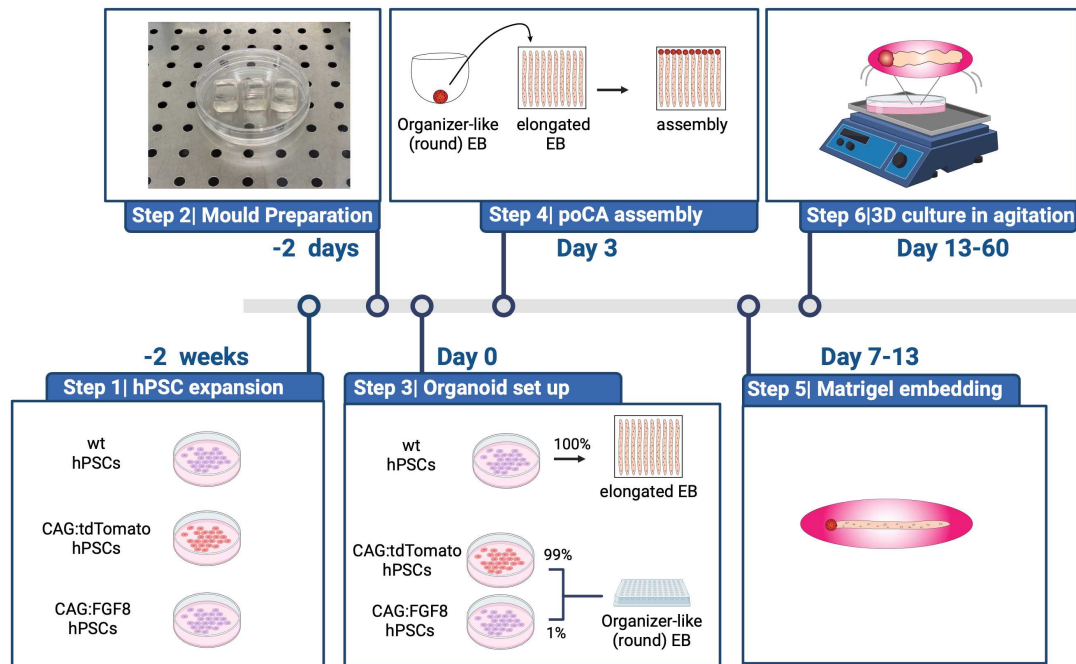 Organizer-like
(round) EB
elongated
EB
assembly
Step 2| Mould Preparation
Step 4| poCA assembly
Step 6|3D culture in agitation
-2 days
Day 3
Day 13-60
-2 weeks
Day 0
Day 7-13
Step 1| hPSC expansion
Step 3| Organoid set up
Step 5| Matrigel embedding
wt
hPSCs
CAG:tdTomato
hPSCs
CAG:FGF8
hPSCs
wt
hPSCs
100%
elongated EB
CAG:tdTomato
hPSCs
99%
CAG:FGF8
hPSCs
1%
Organizer-like
(round) EB